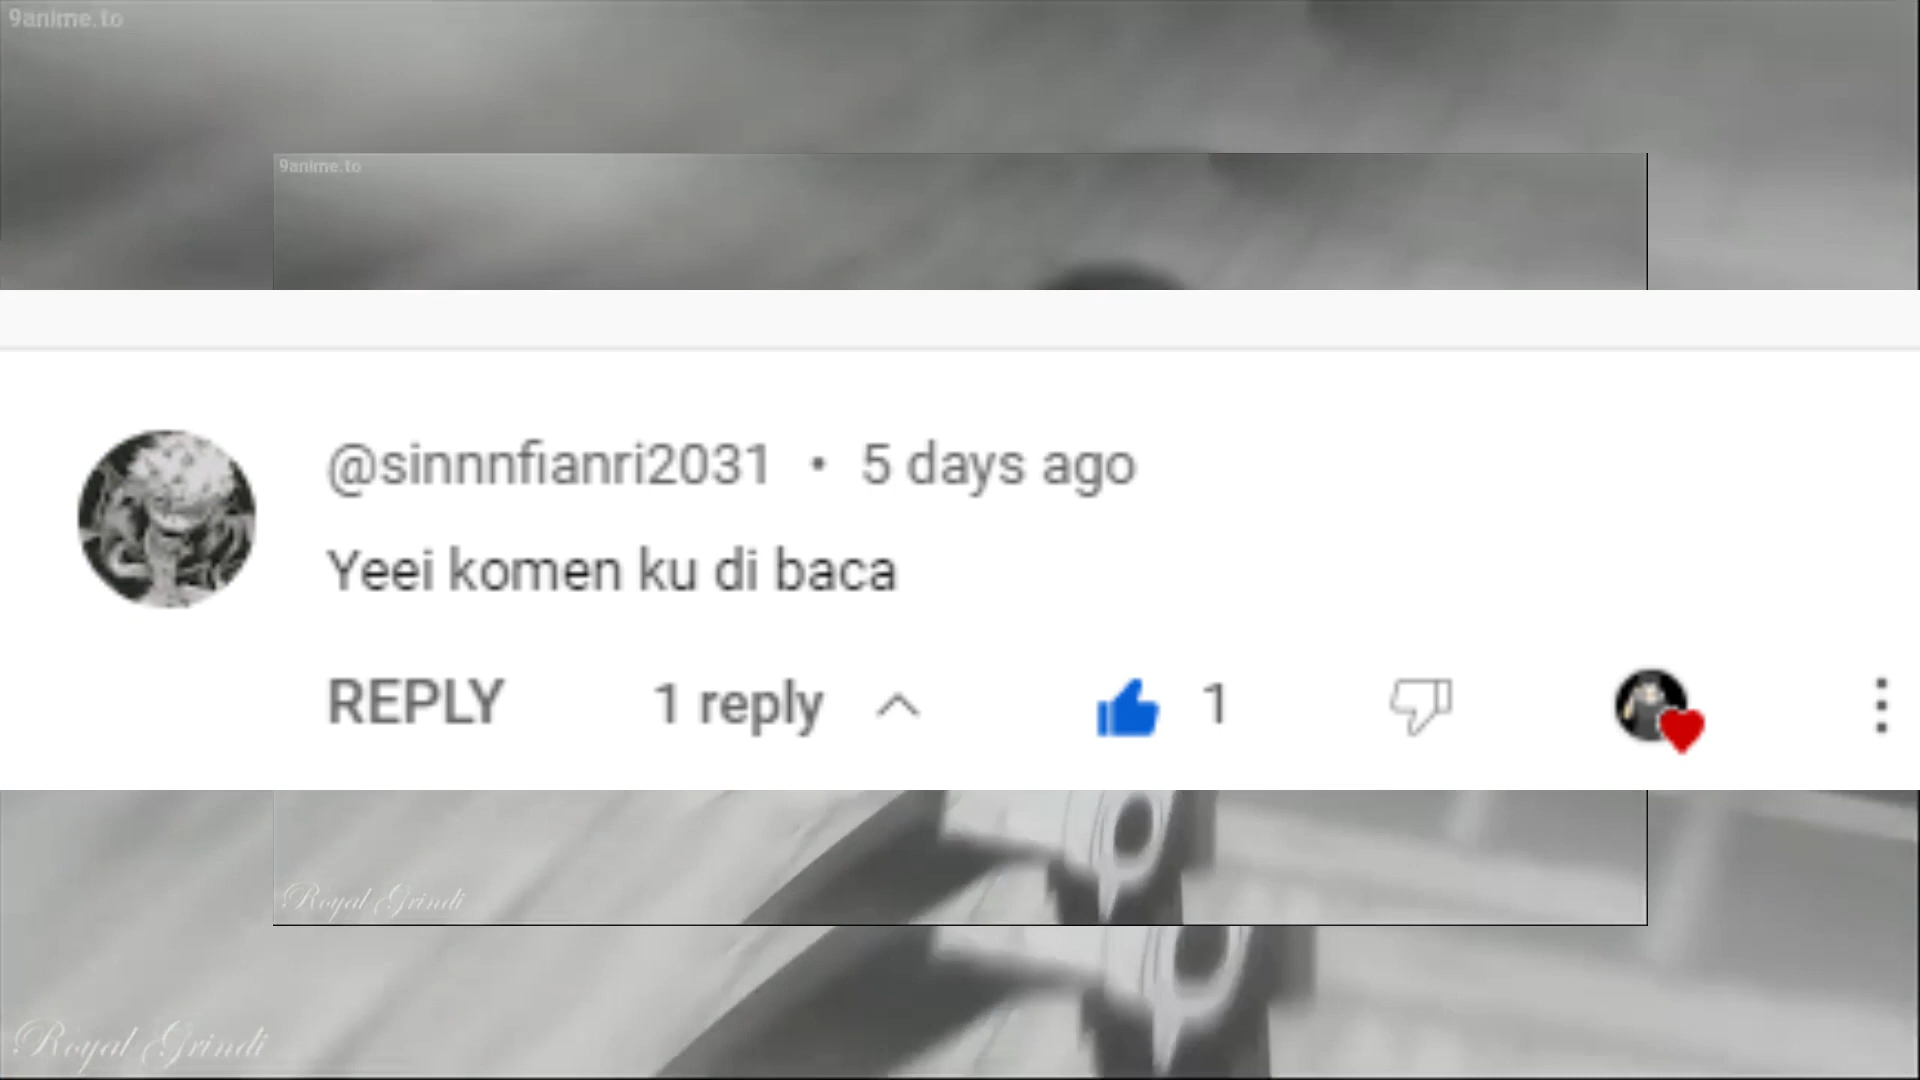 9anime.to
9anime.to
@sinnnfianri2031 • 5 days ago
Yeei komen ku di baca
REPLY 1 reply 1
Royal Grindi
Royal Grindi